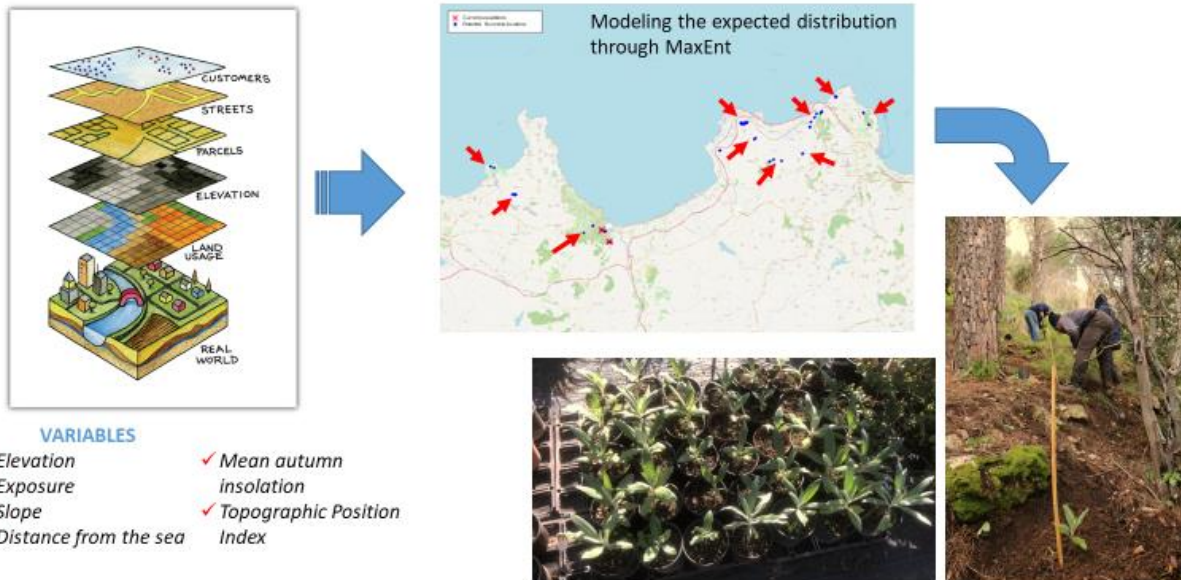 CUSTOMERS
STREETS
PARCELS
ELEVATION
LAND
USAGE
REAL
WORLD
Modeling the expected distribution
through MaxEnt
VARIABLES
Elevation
Exposure
Slope
Distance from the sea
Mean autumn
insolation
Topographic Position
Index